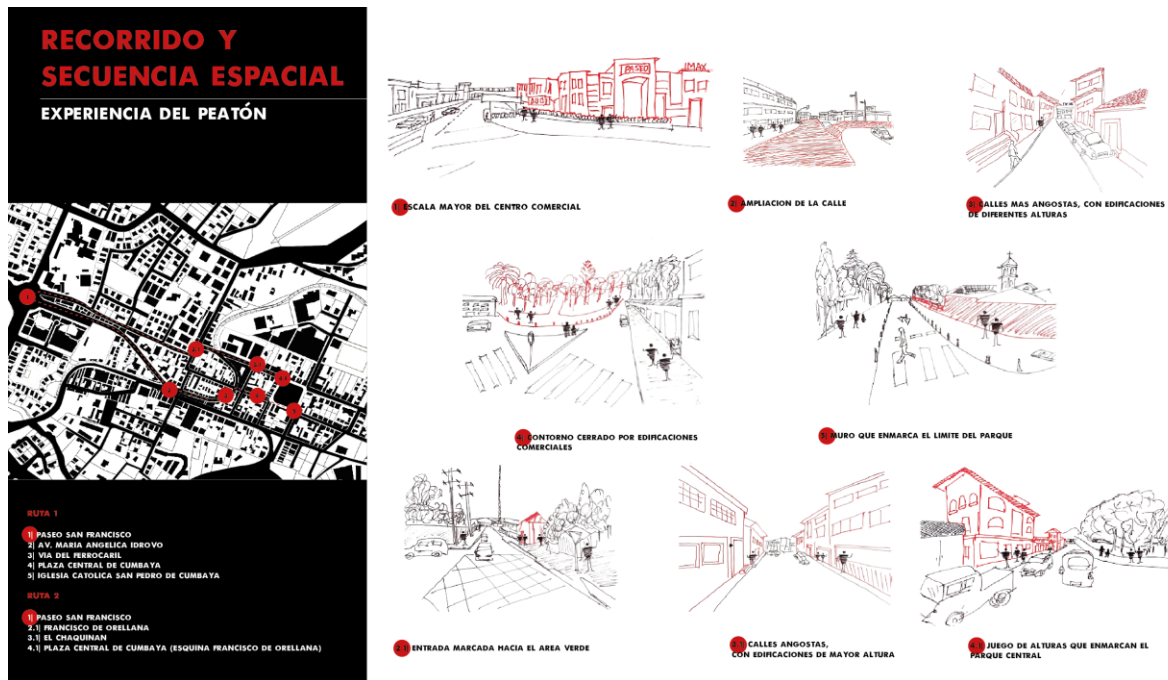 RECORRIDO Y
SECUENCIA ESPACIAL
EXPERIENCIA DEL PEATÓN
RUTA 1
1| PASEO SAN FRANCISCO
2| AV. MARIA ANGELICA IDROVO
3| VIA DEL FERROCARIL
4| PLAZA CENTRAL DE CUMBAYA
5| IGLESIA CATOLICA SAN PEDRO DE CUMBAYA
RUTA 2
1| PASEO SAN FRANCISCO
2.1| FRANCISCO DE ORELLANA
3.1| EL CHAQUINAN
4.1| PLAZA CENTRAL DE CUMBAYA (ESQUINA FRANCISCO DE ORELLANA)
PASEO
IMAX
1| ESCALA MAYOR DEL CENTRO COMERCIAL
2| AMPLIACION DE LA CALLE
3| CALLES MAS ANGOSTAS, CON EDIFICACIONES
DE DIFERENTES ALTURAS
4| CONTORNO CERRADO POR EDIFICACIONES
COMERCIALES
5| MURO QUE ENMARCA EL LIMITE DEL PARQUE
2.1| ENTRADA MARCADA HACIA EL AREA VERDE
3.1| CALLES ANGOSTAS,
CON EDIFICACIONES DE MAYOR ALTURA
4.1| JUEGO DE ALTURAS QUE ENMARCAN EL
PARQUE CENTRAL